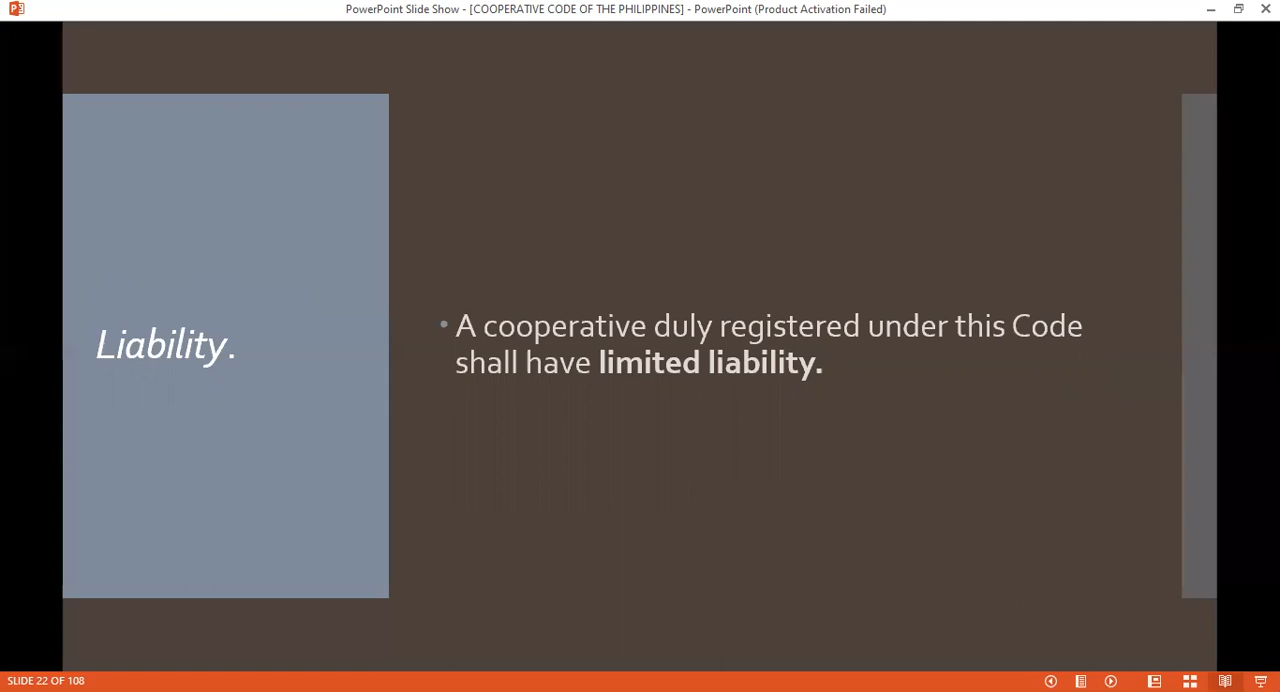 PowerPoint Slide Show - [COOPERATIVE CODE OF THE PHILIPPINES] - PowerPoint (Product Activation Failed)
Liability.
• A cooperative duly registered under this Code
shall have limited liability.
SLIDE 22 OF 108